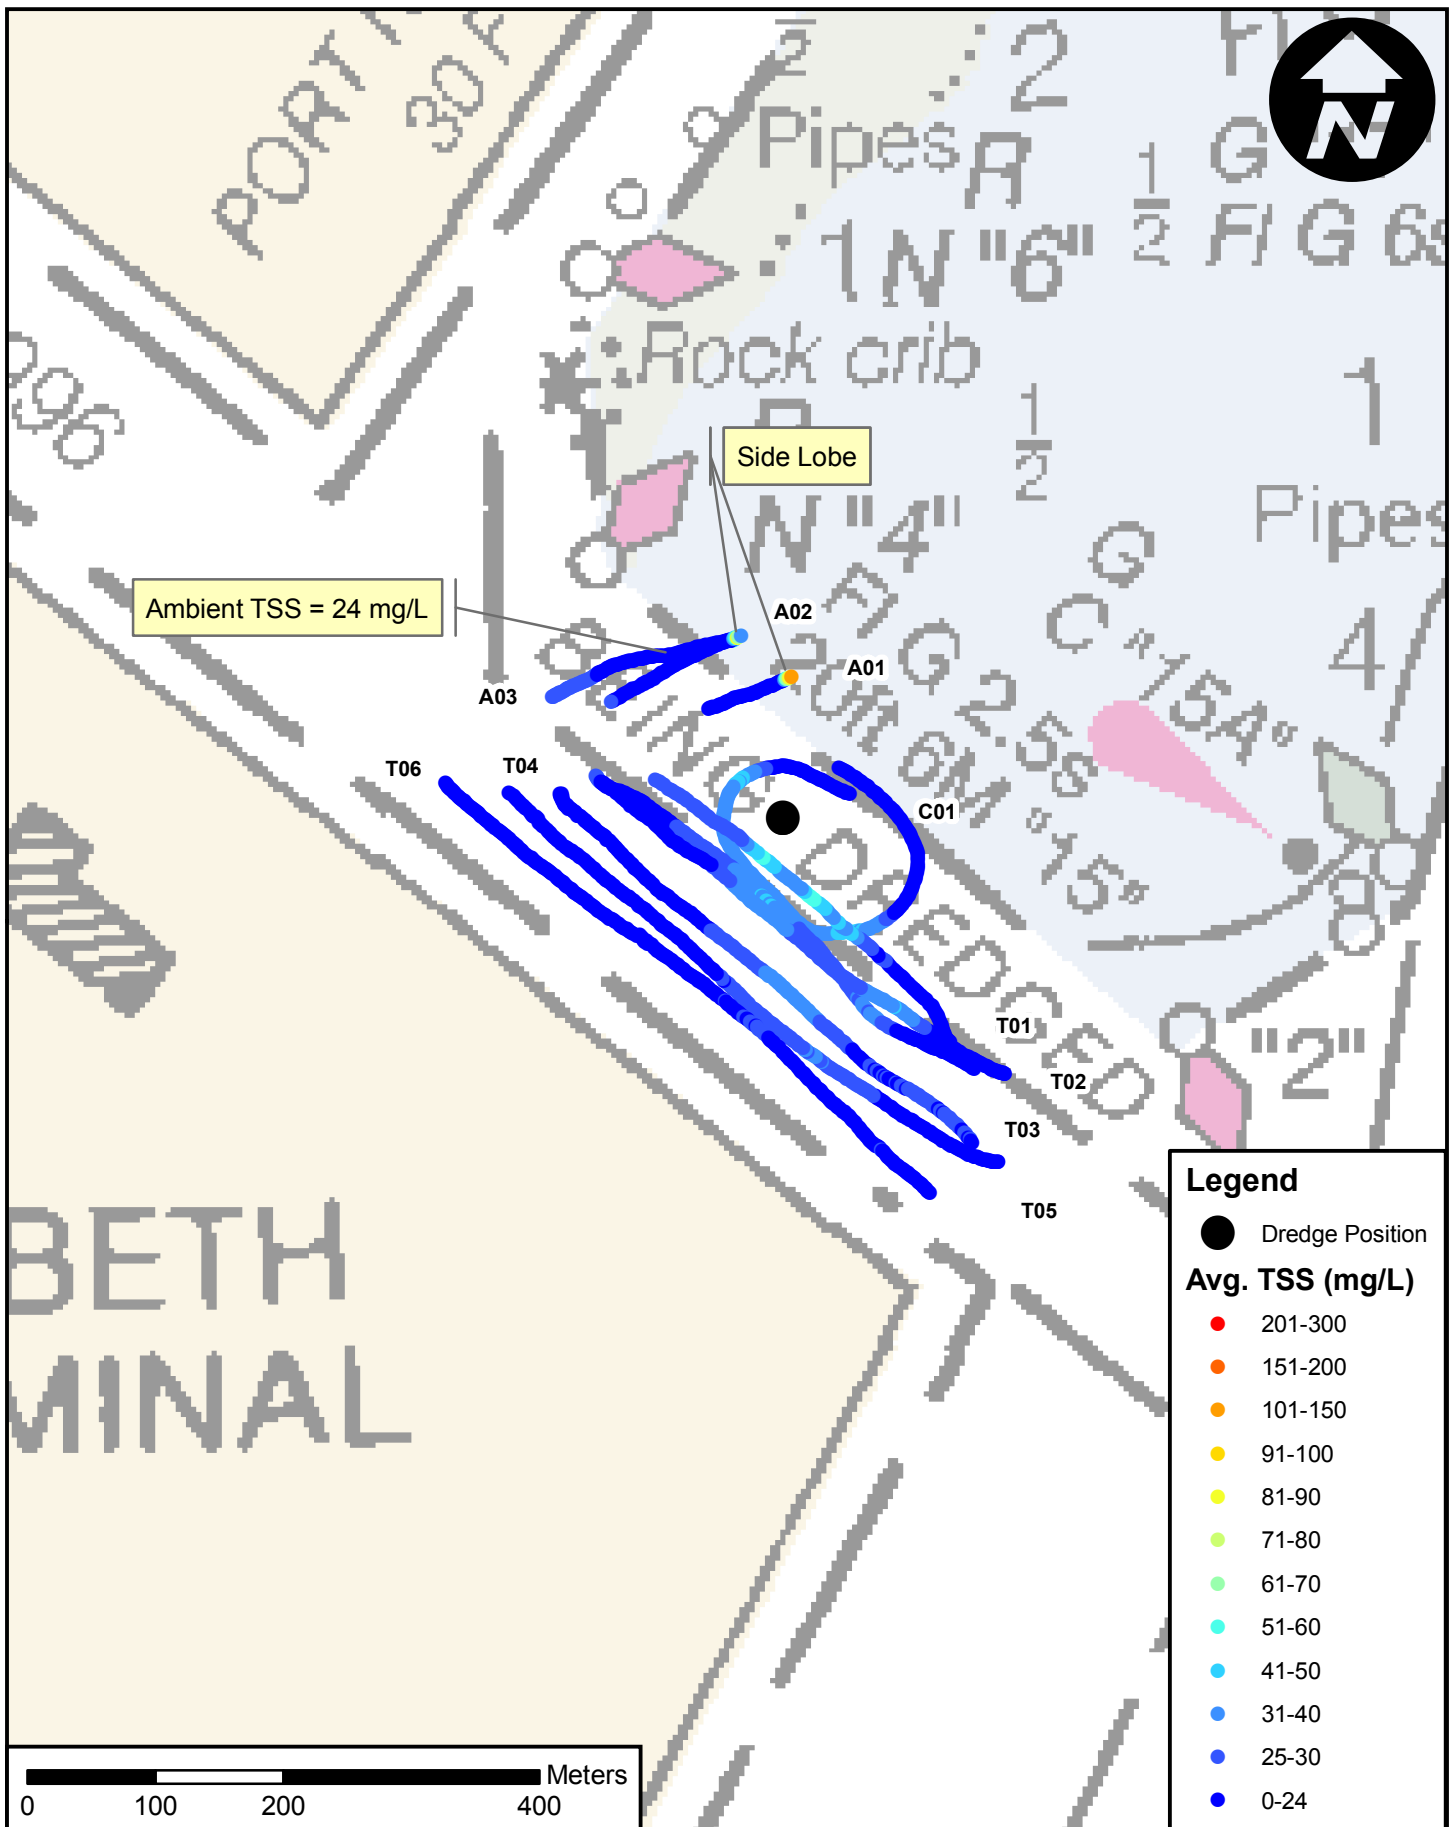 PORT
30
2
Pipes
R
1/2
G
1
N "6"
1/2
Fl G 6s
Rock crib
96
1/2
1
Side Lobe
N "4"
Pipes
Fl G 2.5s
20ft 6M "15"
G
C "15A"
4
Ambient TSS = 24 mg/L
A02
A01
A03
T06
T04
C01
DREDGED
T01
T02
"2"
T03
T05
BETH
MINAL
Legend
Dredge Position
Avg. TSS (mg/L)
201-300
151-200
101-150
91-100
81-90
71-80
61-70
51-60
41-50
31-40
25-30
0-24
Meters
0 100 200 400
N